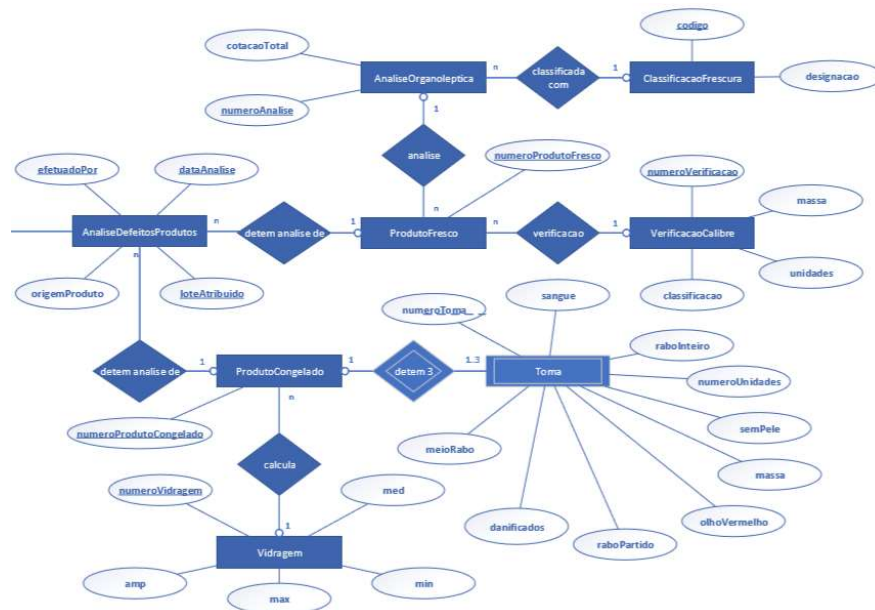 codigo
cotacaoTotal
n
1
AnaliseOrganoleptica
classificada
com
ClassificacaoFrescura
designacao
numeroAnalise
1
analise
numeroProdutoFresco
numeroVerificacao
efetuadoPor
dataAnalise
n
massa
n
1
n
1
AnaliseDefeitosProdutos
detem analise de
ProdutoFresco
verificacao
VerificacaoCalibre
n
unidades
origemProduto
loteAtribuido
classificacao
sangue
numeroToma
raboInteiro
1
1
1.3
detem analise de
ProdutoCongelado
detem 3
Toma
numeroUnidades
n
semPele
numeroProdutoCongelado
meioRabo
calcula
massa
numeroVidragem
med
olhoVermelho
danificados
1
raboPartido
Vidragem
amp
min
max